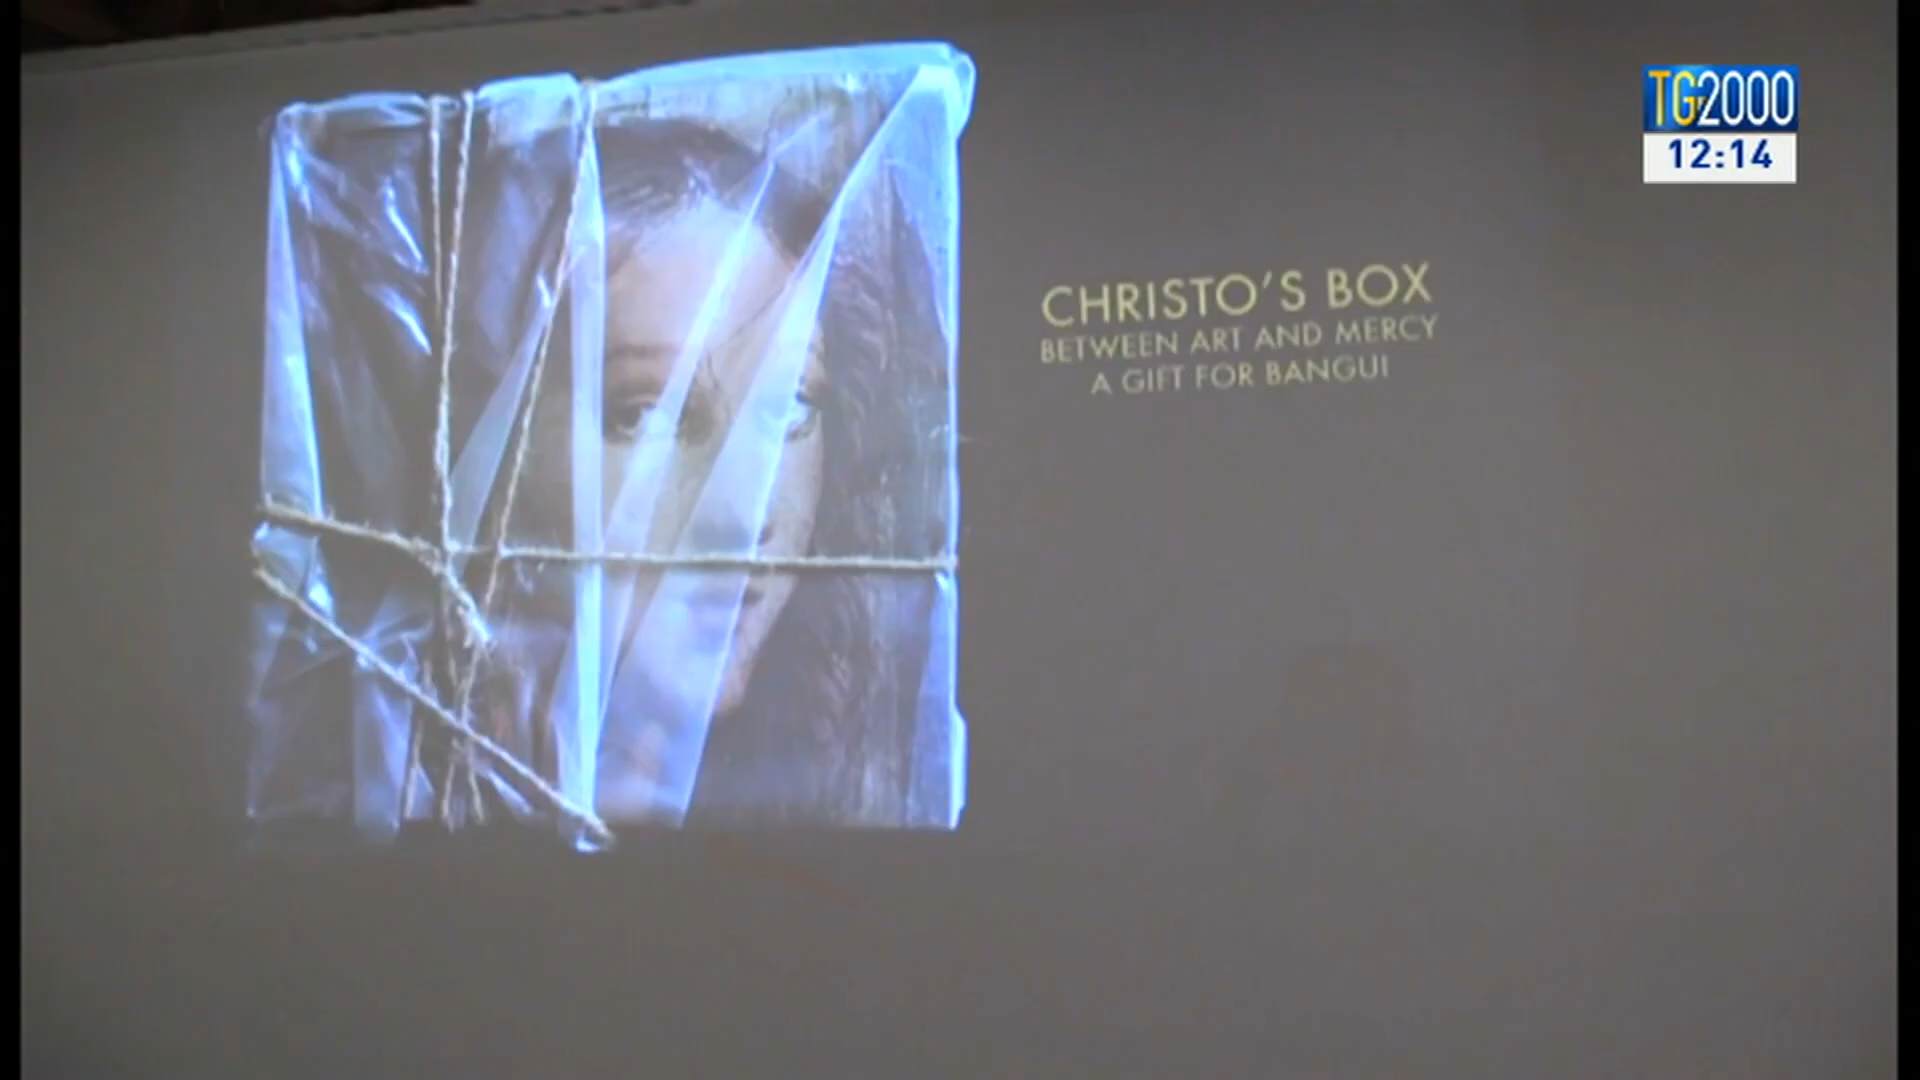 TG2000
12:14
CHRISTO'S BOX
BETWEEN ART AND MERCY
A GIFT FOR BANGUI